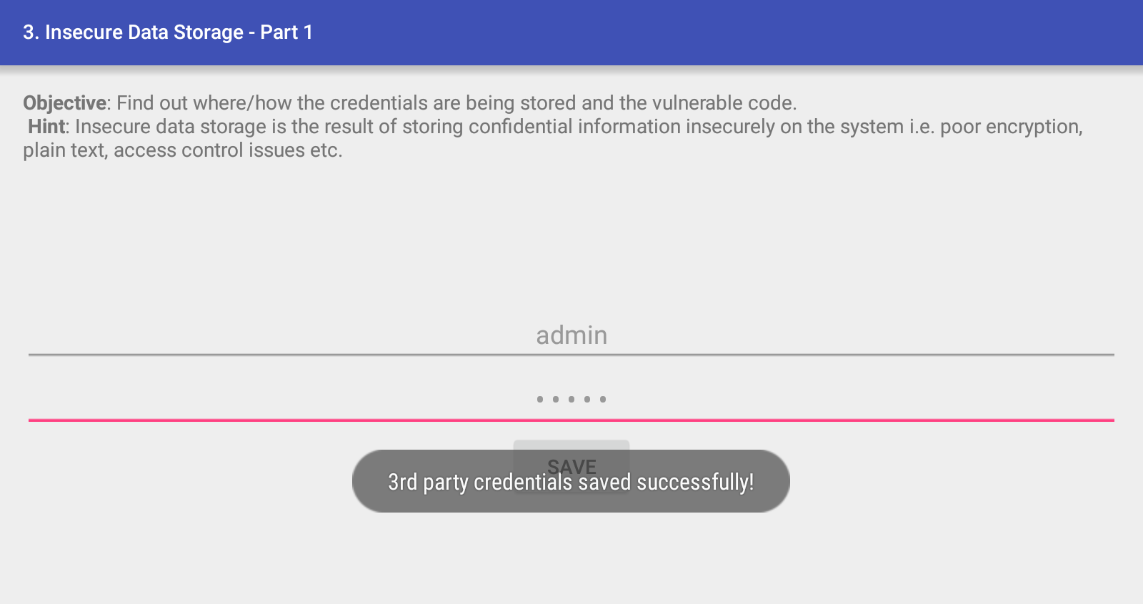 3. Insecure Data Storage - Part 1
Objective: Find out where/how the credentials are being stored and the vulnerable code.
Hint: Insecure data storage is the result of storing confidential information insecurely on the system i.e. poor encryption,
plain text, access control issues etc.
admin
•••••
SAVE
3rd party credentials saved successfully!